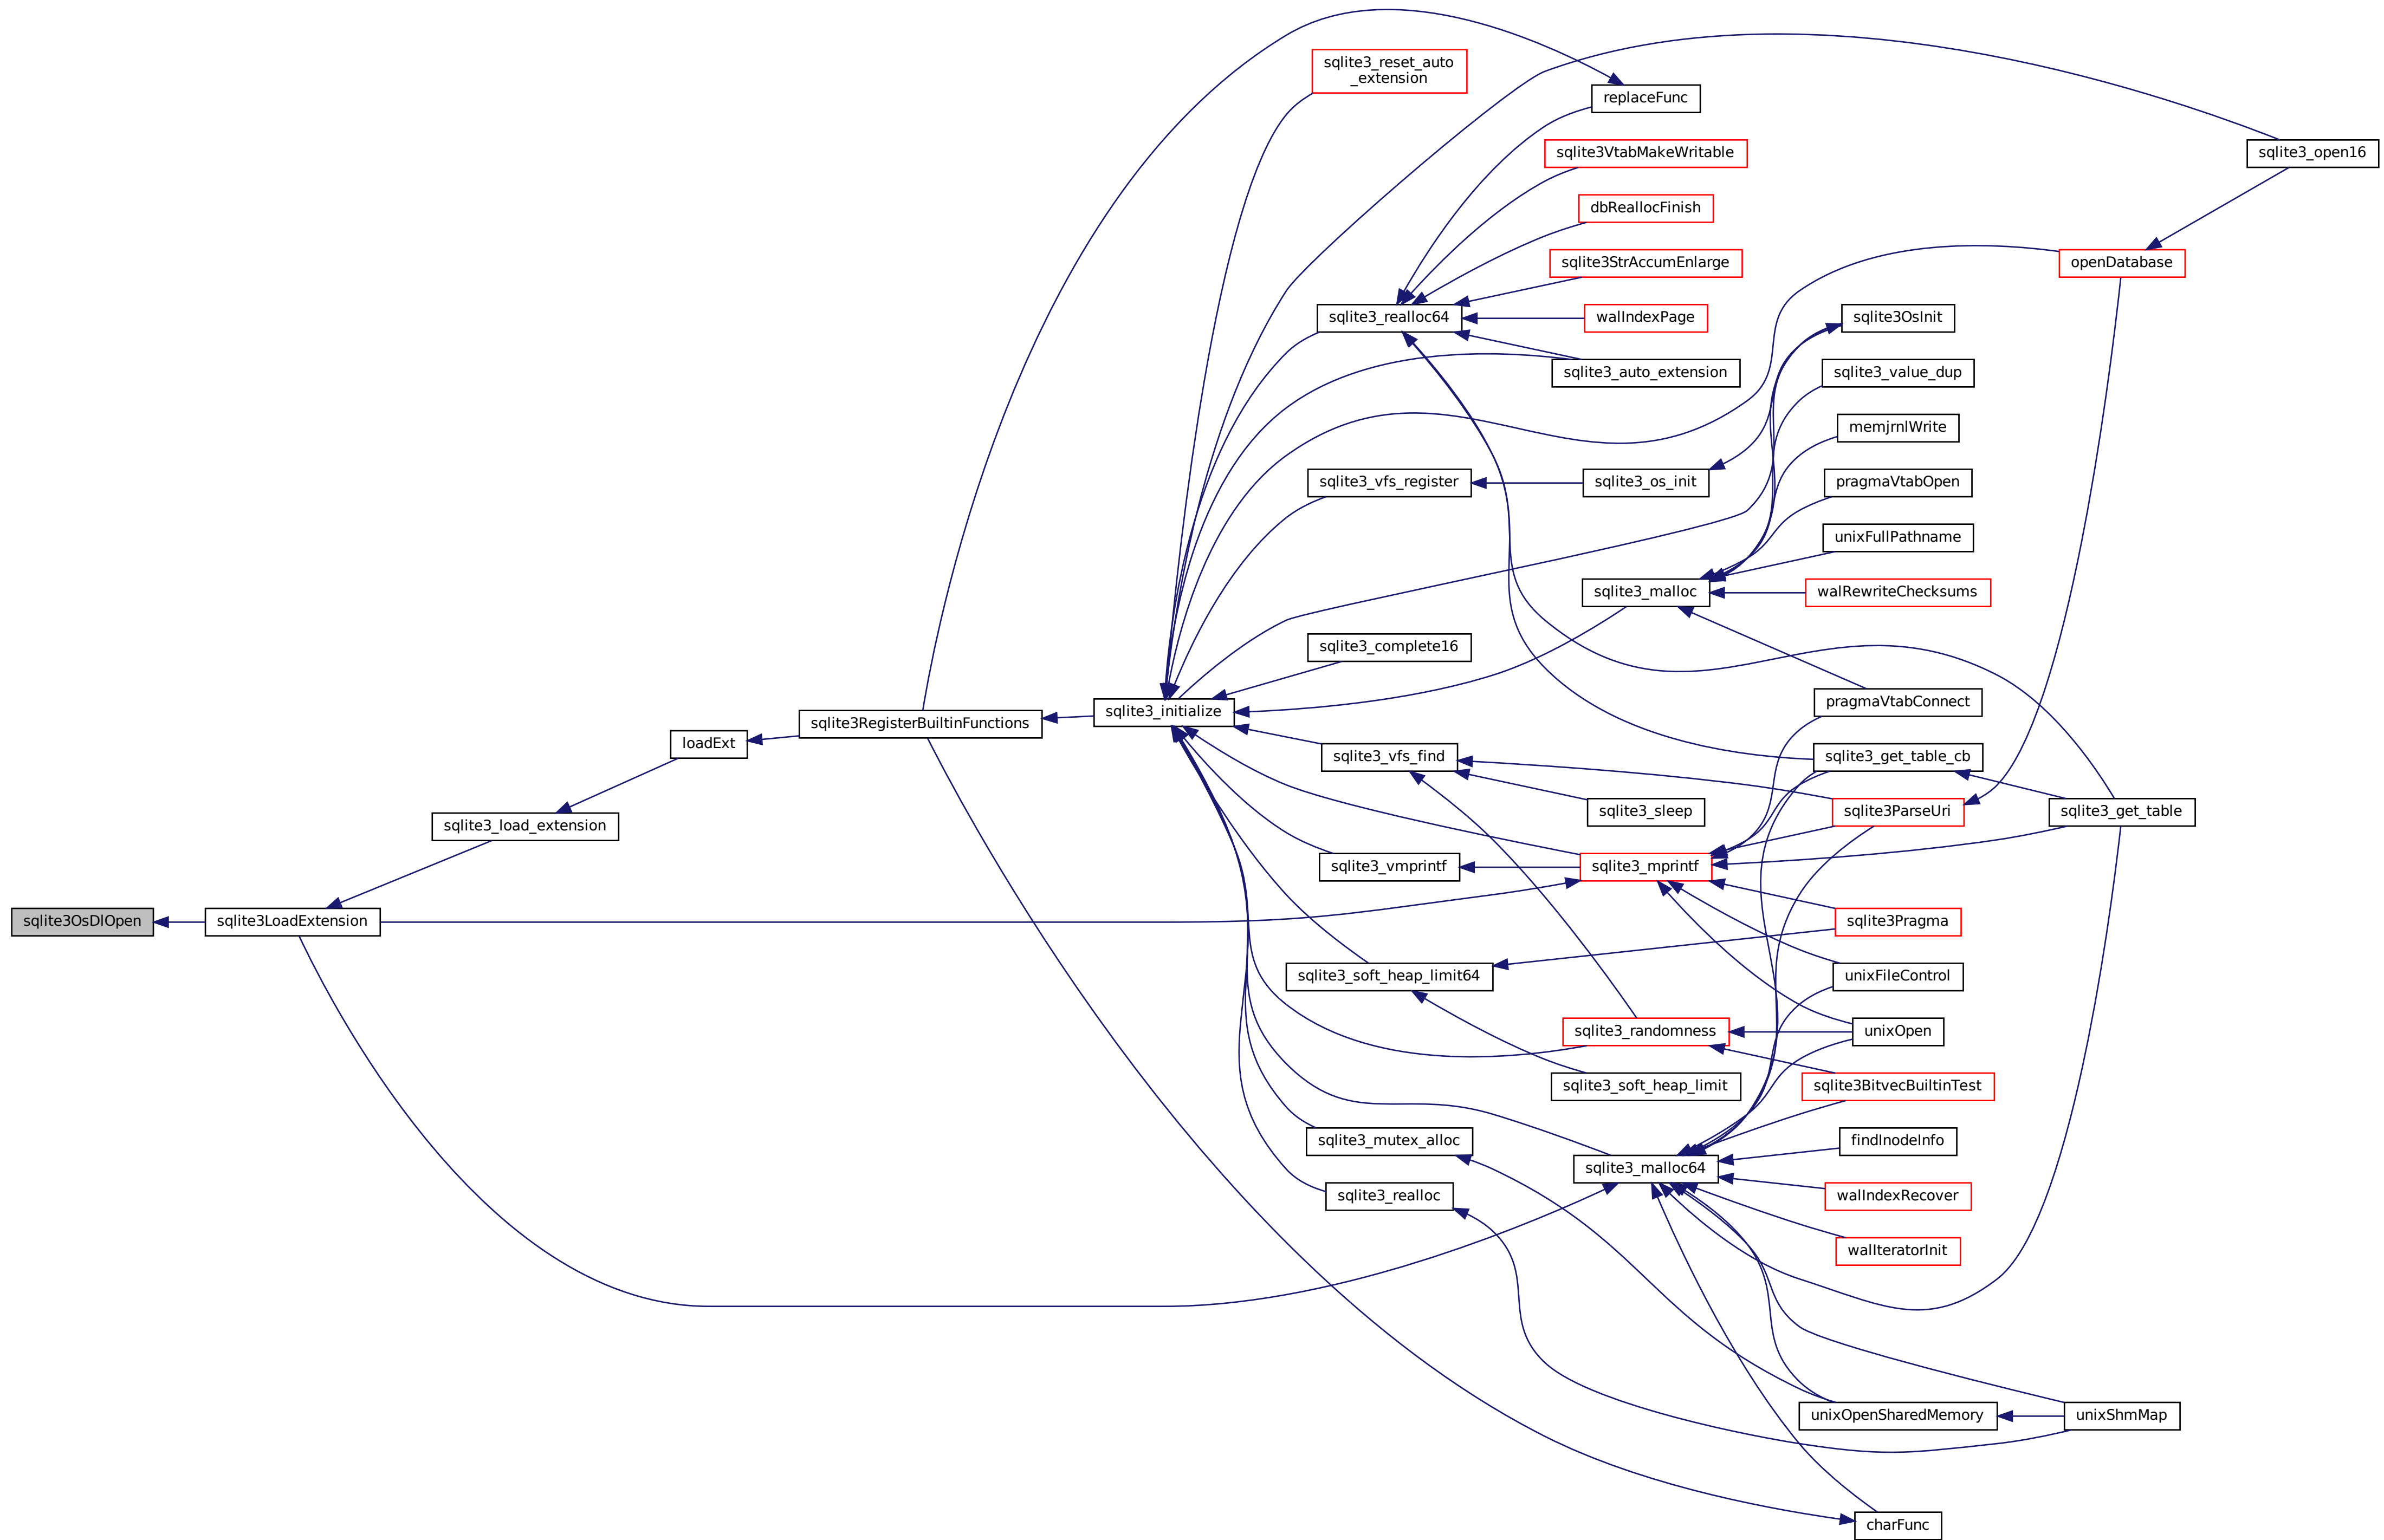 sqlite3_reset_auto
_extension
replaceFunc
sqlite3VtabMakeWritable
sqlite3_open16
dbReallocFinish
sqlite3StrAccumEnlarge
openDatabase
sqlite3_realloc64
walIndexPage
sqlite3OsInit
sqlite3_auto_extension
sqlite3_value_dup
memjrnlWrite
sqlite3_vfs_register
sqlite3_os_init
pragmaVtabOpen
unixFullPathname
sqlite3_malloc
walRewriteChecksums
sqlite3_complete16
pragmaVtabConnect
sqlite3_initialize
sqlite3RegisterBuiltinFunctions
loadExt
sqlite3_vfs_find
sqlite3_get_table_cb
sqlite3_sleep
sqlite3ParseUri
sqlite3_get_table
sqlite3_load_extension
sqlite3_vmprintf
sqlite3_mprintf
sqlite3OsDlOpen
sqlite3LoadExtension
sqlite3Pragma
sqlite3_soft_heap_limit64
unixFileControl
sqlite3_randomness
unixOpen
sqlite3_soft_heap_limit
sqlite3BitvecBuiltinTest
sqlite3_mutex_alloc
findInodeInfo
sqlite3_malloc64
sqlite3_realloc
walIndexRecover
walIteratorInit
unixOpenSharedMemory
unixShmMap
charFunc